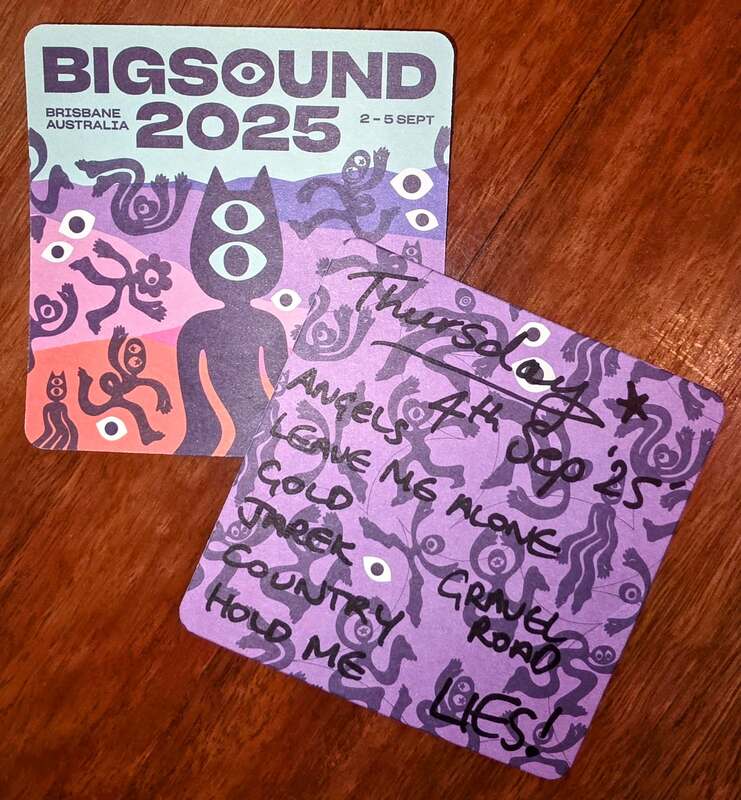 BIGSOUND
BRISBANE
AUSTRALIA
2025
2 – 5 SEPT
Thursday
4th Sep '25
ANGELS
LEAVE ME ALONE
GOLD
JAREK
COUNTRY
HOLD ME
GRAVEL
ROAD
LIES!